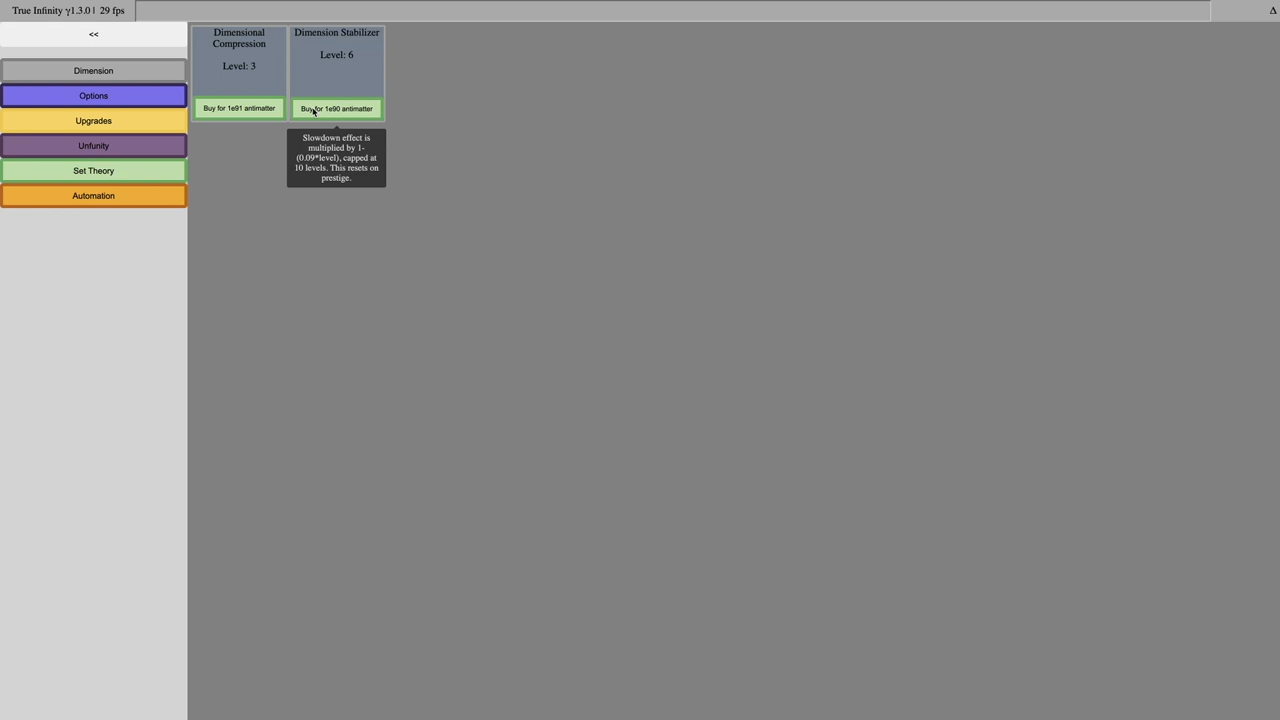 True Infinity γ1.3.0 | 29 fps
Δ
<<
Dimension
Options
Upgrades
Unfunity
Set Theory
Automation
Dimensional
Compression
Level: 3
Buy for 1e91 antimatter
Dimension Stabilizer
Level: 6
Buy for 1e90 antimatter
Slowdown effect is
multiplied by 1-
(0.09*level), capped at
10 levels. This resets on
prestige.